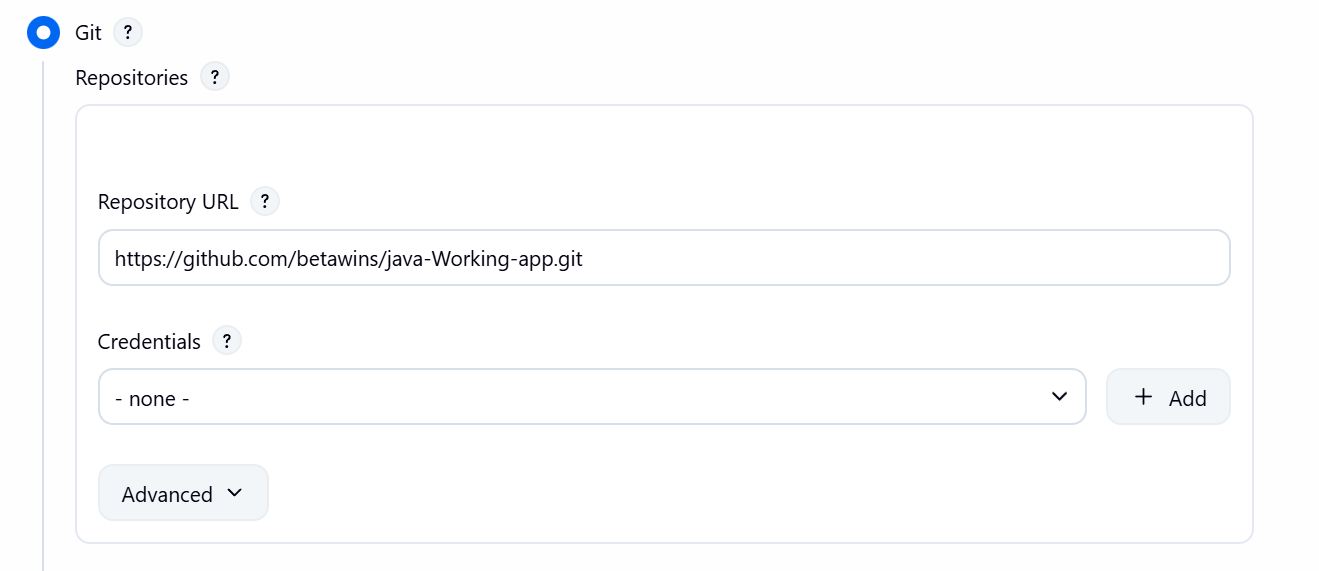 Git ?
Repositories ?
Repository URL ?
https://github.com/betawins/java-Working-app.git
Credentials ?
- none -
+ Add
Advanced